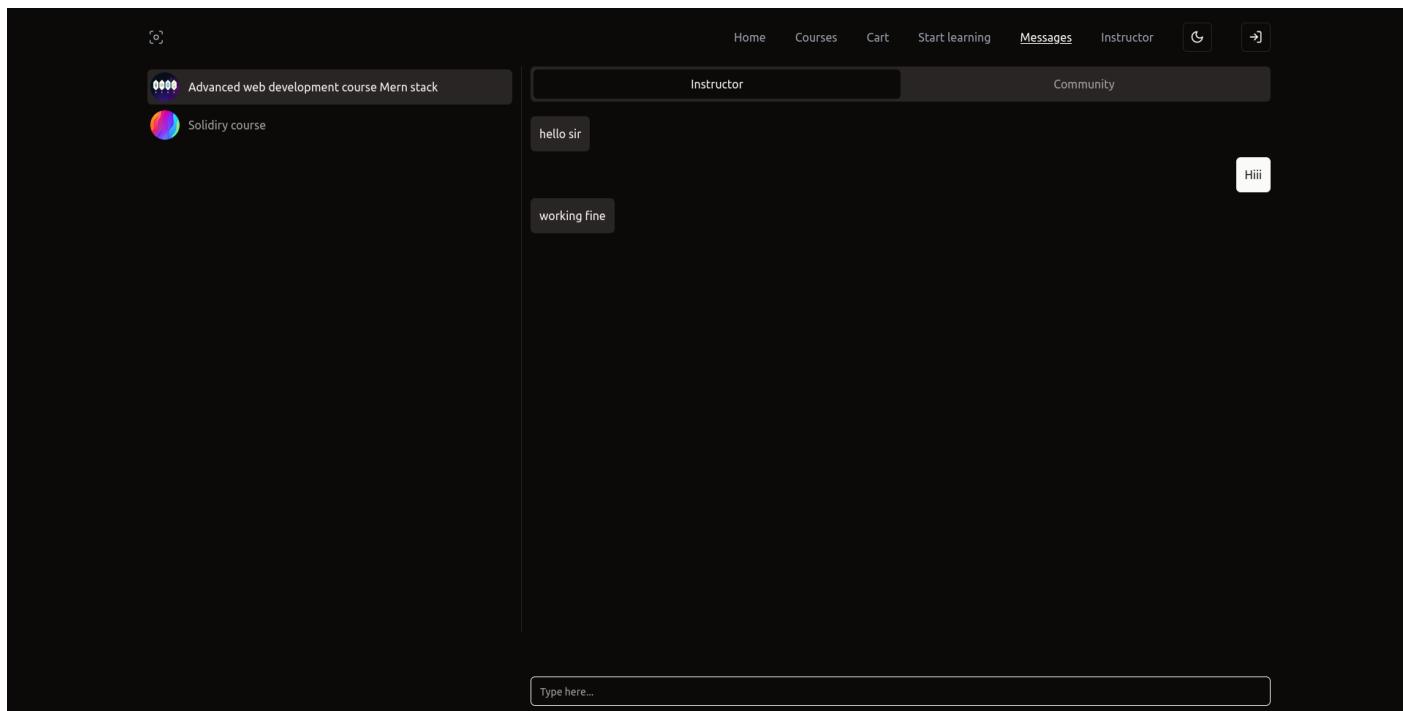 Home Courses Cart Start learning Messages Instructor
Advanced web development course Mern stack
Solidiry course
Instructor Community
hello sir
Hiii
working fine
Type here...